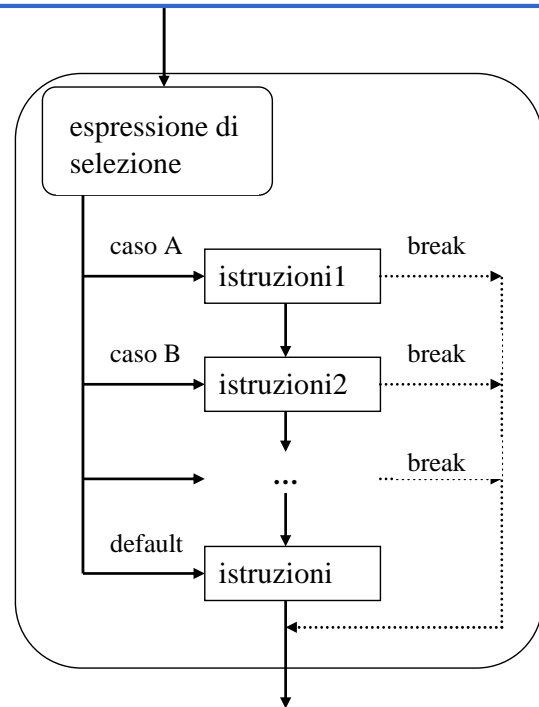 espressione di
selezione
caso A
istruzioni1
break
caso B
istruzioni2
break
...
break
default
istruzioni